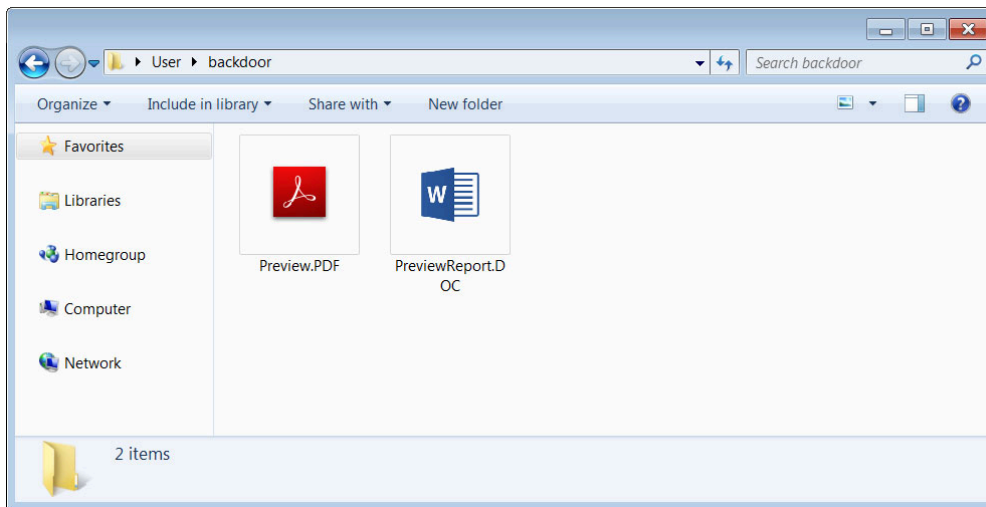 User backdoor Search backdoor
Organize Include in library Share with New folder
Favorites
Libraries
Homegroup
Computer
Network
Preview.PDF
PreviewReport.D
OC
W
2 items